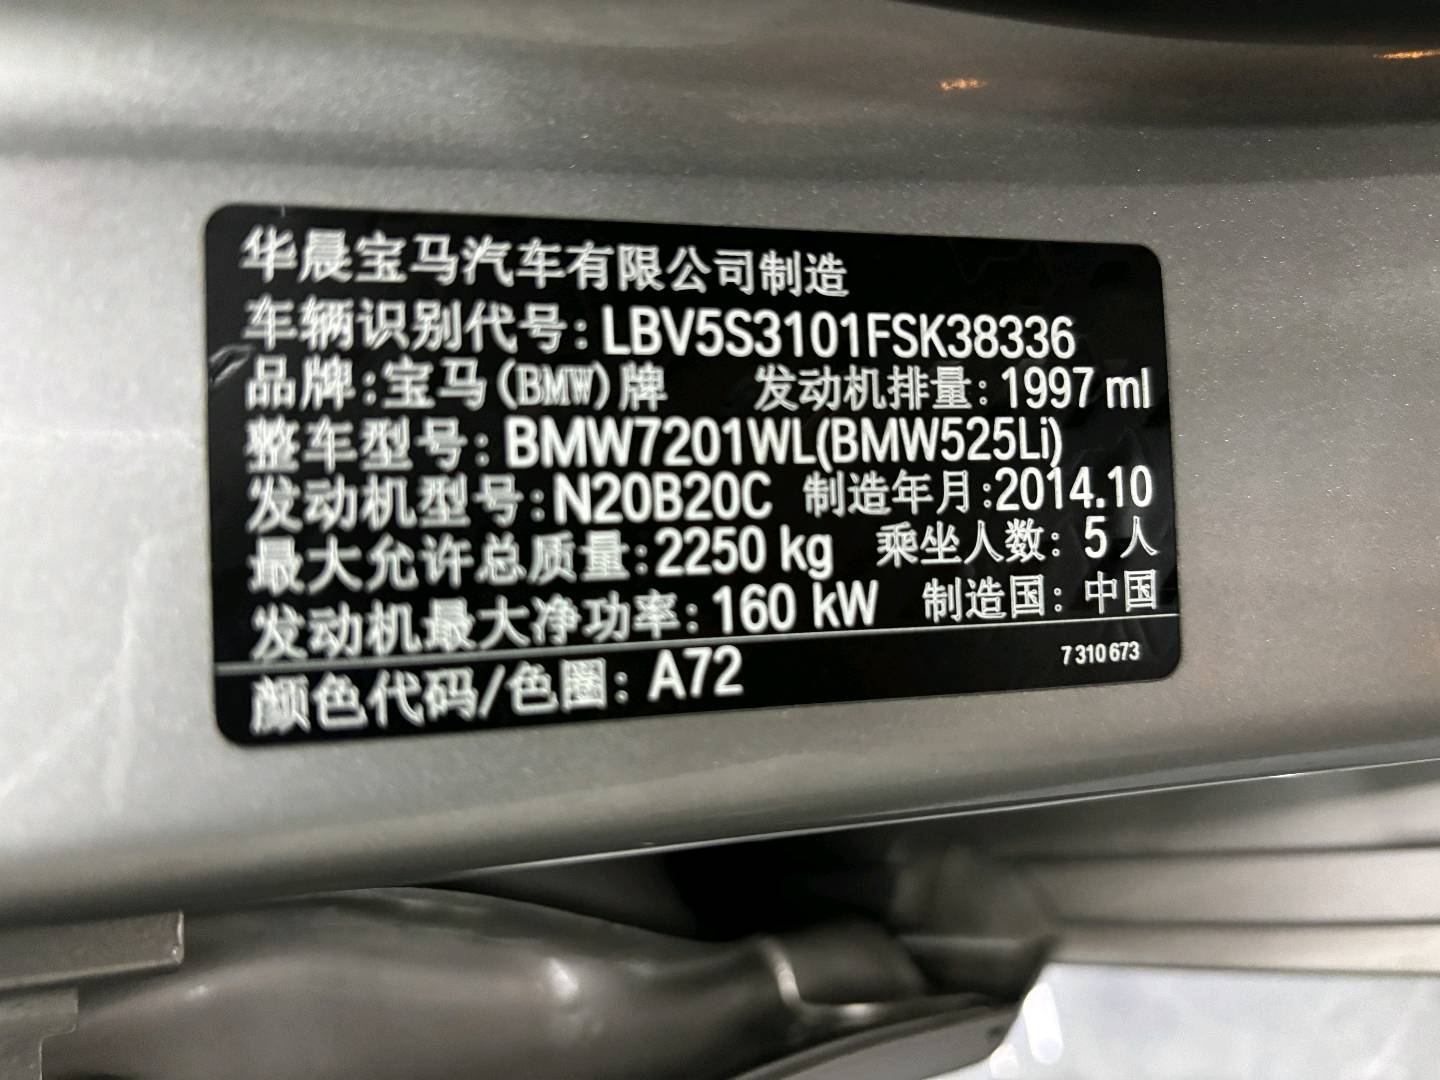 华晨宝马汽车有限公司制造
车辆识别代号:LBV5S3101FSK38336
品牌:宝马(BMW)牌 发动机排量:1997 ml
整车型号:BMW7201WL(BMW525Li)
发动机型号:N20B20C 制造年月:2014.10
最大允许总质量:2250 kg 乘坐人数:5人
发动机最大净功率:160 kW 制造国:中国
7 310 673
颜色代码/色圈:A72